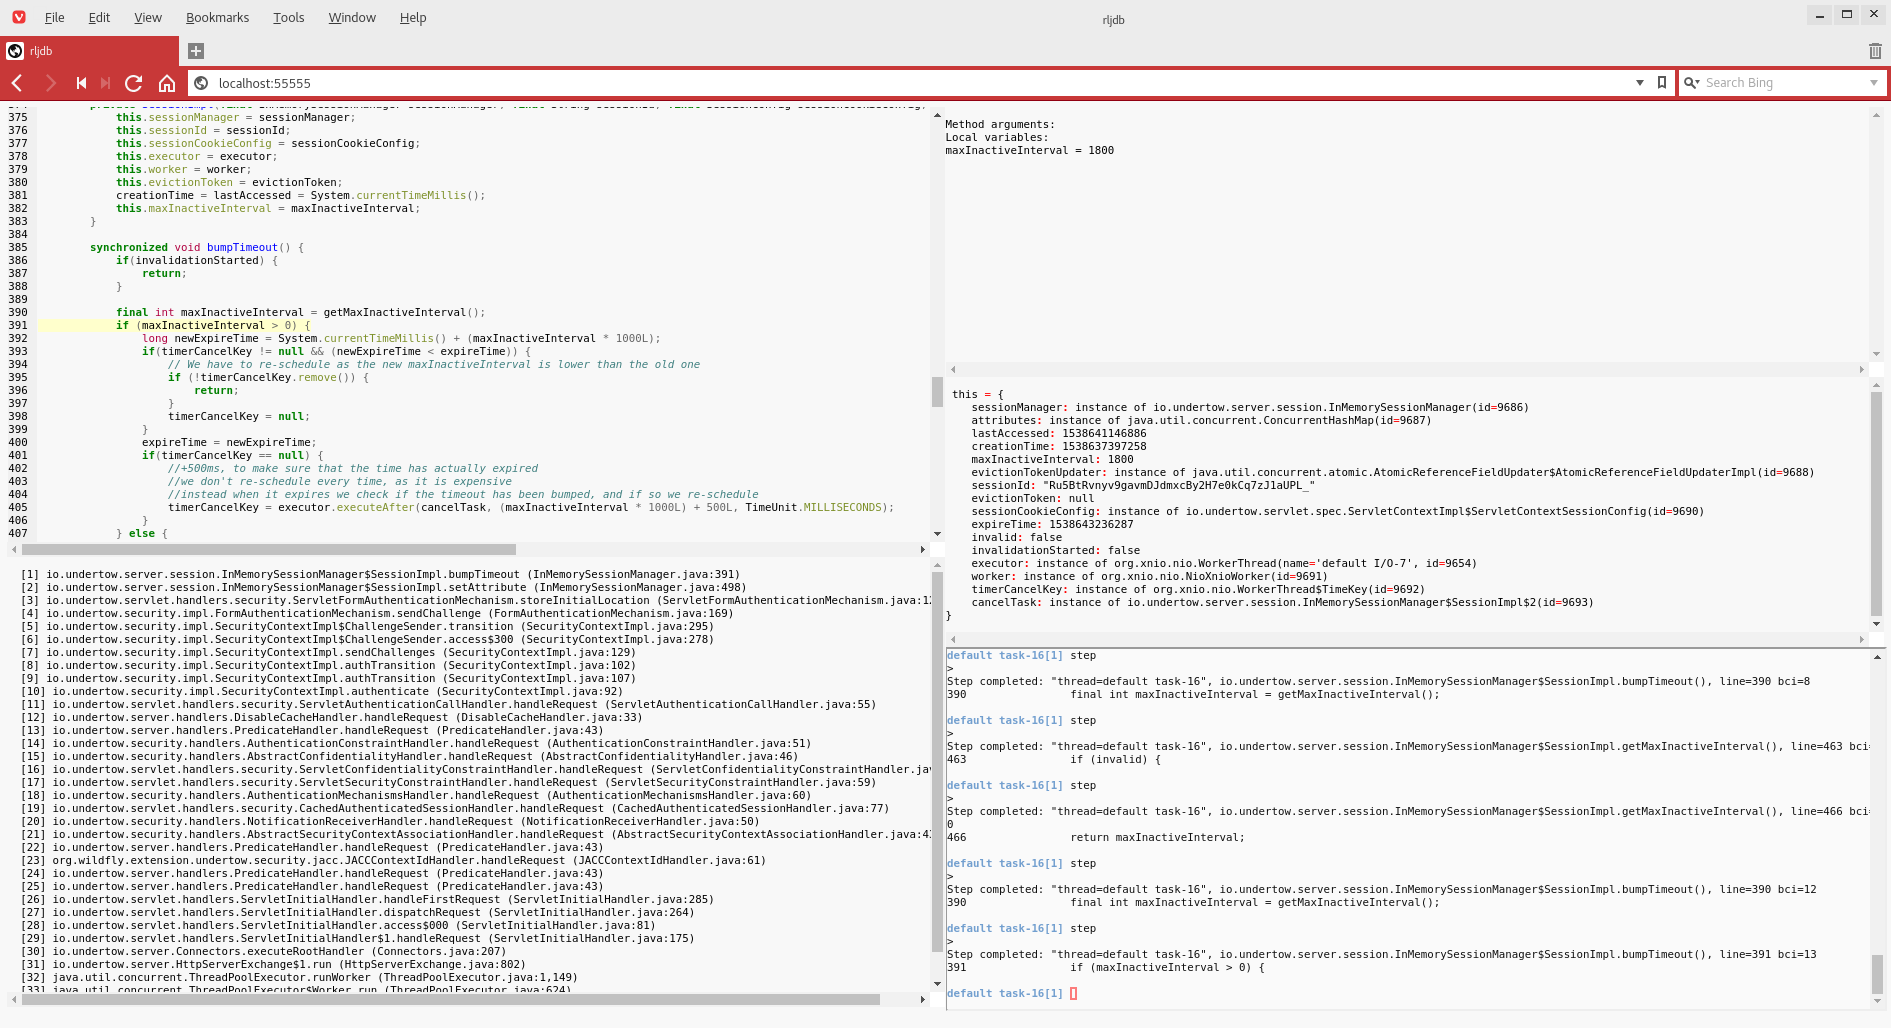 File Edit View Bookmarks Tools Window Help
rljdb
rljdb
localhost:55555
Search Bing
375 this.sessionManager = sessionManager;
376 this.sessionId = sessionId;
377 this.sessionCookieConfig = sessionCookieConfig;
378 this.executor = executor;
379 this.worker = worker;
380 this.evictionToken = evictionToken;
381 creationTime = lastAccessed = System.currentTimeMillis();
382 this.maxInactiveInterval = maxInactiveInterval;
383 }
384
385 synchronized void bumpTimeout() {
386 if(invalidationStarted) {
387 return;
388 }
389
390 final int maxInactiveInterval = getMaxInactiveInterval();
391 if (maxInactiveInterval > 0) {
392 long newExpireTime = System.currentTimeMillis() + (maxInactiveInterval * 1000L);
393 if(timerCancelKey != null && (newExpireTime < expireTime)) {
394 // We have to re-schedule as the new maxInactiveInterval is lower than the old one
395 if (!timerCancelKey.remove()) {
396 return;
397 }
398 timerCancelKey = null;
399 }
400 expireTime = newExpireTime;
401 if(timerCancelKey == null) {
402 //+500ms, to make sure that the time has actually expired
403 //we don't re-schedule every time, as it is expensive
404 //instead when it expires we check if the timeout has been bumped, and if so we re-schedule
405 timerCancelKey = executor.executeAfter(cancelTask, (maxInactiveInterval * 1000L) + 500L, TimeUnit.MILLISECONDS);
406 }
407 } else {
[1] io.undertow.server.session.InMemorySessionManager$SessionImpl.bumpTimeout (InMemorySessionManager.java:391)
[2] io.undertow.server.session.InMemorySessionManager$SessionImpl.setAttribute (InMemorySessionManager.java:498)
[3] io.undertow.servlet.handlers.security.ServletFormAuthenticationMechanism.storeInitialLocation (ServletFormAuthenticationMechanism.java:12
[4] io.undertow.security.impl.FormAuthenticationMechanism.sendChallenge (FormAuthenticationMechanism.java:169)
[5] io.undertow.security.impl.SecurityContextImpl$ChallengeSender.transition (SecurityContextImpl.java:295)
[6] io.undertow.security.impl.SecurityContextImpl$ChallengeSender.access$300 (SecurityContextImpl.java:278)
[7] io.undertow.security.impl.SecurityContextImpl.sendChallenges (SecurityContextImpl.java:129)
[8] io.undertow.security.impl.SecurityContextImpl.authTransition (SecurityContextImpl.java:102)
[9] io.undertow.security.impl.SecurityContextImpl.authTransition (SecurityContextImpl.java:107)
[10] io.undertow.security.impl.SecurityContextImpl.authenticate (SecurityContextImpl.java:92)
[11] io.undertow.servlet.handlers.security.ServletAuthenticationCallHandler.handleRequest (ServletAuthenticationCallHandler.java:55)
[12] io.undertow.server.handlers.DisableCacheHandler.handleRequest (DisableCacheHandler.java:33)
[13] io.undertow.server.handlers.PredicateHandler.handleRequest (PredicateHandler.java:43)
[14] io.undertow.security.handlers.AuthenticationConstraintHandler.handleRequest (AuthenticationConstraintHandler.java:51)
[15] io.undertow.security.handlers.AbstractConfidentialityHandler.handleRequest (AbstractConfidentialityHandler.java:46)
[16] io.undertow.servlet.handlers.security.ServletConfidentialityConstraintHandler.handleRequest (ServletConfidentialityConstraintHandler.jav
[17] io.undertow.servlet.handlers.security.ServletSecurityConstraintHandler.handleRequest (ServletSecurityConstraintHandler.java:59)
[18] io.undertow.security.handlers.AuthenticationMechanismsHandler.handleRequest (AuthenticationMechanismsHandler.java:60)
[19] io.undertow.servlet.handlers.security.CachedAuthenticatedSessionHandler.handleRequest (CachedAuthenticatedSessionHandler.java:77)
[20] io.undertow.security.handlers.NotificationReceiverHandler.handleRequest (NotificationReceiverHandler.java:50)
[21] io.undertow.security.handlers.AbstractSecurityContextAssociationHandler.handleRequest (AbstractSecurityContextAssociationHandler.java:43
[22] io.undertow.server.handlers.PredicateHandler.handleRequest (PredicateHandler.java:43)
[23] org.wildfly.extension.undertow.security.jacc.JACCContextIdHandler.handleRequest (JACCContextIdHandler.java:61)
[24] io.undertow.server.handlers.PredicateHandler.handleRequest (PredicateHandler.java:43)
[25] io.undertow.server.handlers.PredicateHandler.handleRequest (PredicateHandler.java:43)
[26] io.undertow.servlet.handlers.ServletInitialHandler.handleFirstRequest (ServletInitialHandler.java:285)
[27] io.undertow.servlet.handlers.ServletInitialHandler.dispatchRequest (ServletInitialHandler.java:264)
[28] io.undertow.servlet.handlers.ServletInitialHandler.access$000 (ServletInitialHandler.java:81)
[29] io.undertow.servlet.handlers.ServletInitialHandler$1.handleRequest (ServletInitialHandler.java:175)
[30] io.undertow.server.Connectors.executeRootHandler (Connectors.java:207)
[31] io.undertow.server.HttpServerExchange$1.run (HttpServerExchange.java:802)
[32] java.util.concurrent.ThreadPoolExecutor.runWorker (ThreadPoolExecutor.java:1,149)
[33] java.util.concurrent.ThreadPoolExecutor$Worker.run (ThreadPoolExecutor.java:624)
Method arguments:
Local variables:
maxInactiveInterval = 1800
this = {
sessionManager: instance of io.undertow.server.session.InMemorySessionManager(id=9686)
attributes: instance of java.util.concurrent.ConcurrentHashMap(id=9687)
lastAccessed: 1538641146886
creationTime: 1538637397258
maxInactiveInterval: 1800
evictionTokenUpdater: instance of java.util.concurrent.atomic.AtomicReferenceFieldUpdater$AtomicReferenceFieldUpdaterImpl(id=9688)
sessionId: "Ru5BtRvnyv9gavmDJdmxcBy2H7e0kCq7zJ1aUPL_"
evictionToken: null
sessionCookieConfig: instance of io.undertow.servlet.spec.ServletContextImpl$ServletContextSessionConfig(id=9690)
expireTime: 1538643236287
invalid: false
invalidationStarted: false
executor: instance of org.xnio.nio.WorkerThread(name='default I/O-7', id=9654)
worker: instance of org.xnio.nio.NioXnioWorker(id=9691)
timerCancelKey: instance of org.xnio.nio.WorkerThread$TimeKey(id=9692)
cancelTask: instance of io.undertow.server.session.InMemorySessionManager$SessionImpl$2(id=9693)
}
default task-16[1] step
>
Step completed: "thread=default task-16", io.undertow.server.session.InMemorySessionManager$SessionImpl.bumpTimeout(), line=390 bci=8
390 final int maxInactiveInterval = getMaxInactiveInterval();
default task-16[1] step
>
Step completed: "thread=default task-16", io.undertow.server.session.InMemorySessionManager$SessionImpl.getMaxInactiveInterval(), line=463 bci=
463 if (invalid) {
default task-16[1] step
>
Step completed: "thread=default task-16", io.undertow.server.session.InMemorySessionManager$SessionImpl.getMaxInactiveInterval(), line=466 bci=
0
466 return maxInactiveInterval;
default task-16[1] step
>
Step completed: "thread=default task-16", io.undertow.server.session.InMemorySessionManager$SessionImpl.bumpTimeout(), line=390 bci=12
390 final int maxInactiveInterval = getMaxInactiveInterval();
default task-16[1] step
>
Step completed: "thread=default task-16", io.undertow.server.session.InMemorySessionManager$SessionImpl.bumpTimeout(), line=391 bci=13
391 if (maxInactiveInterval > 0) {
default task-16[1]